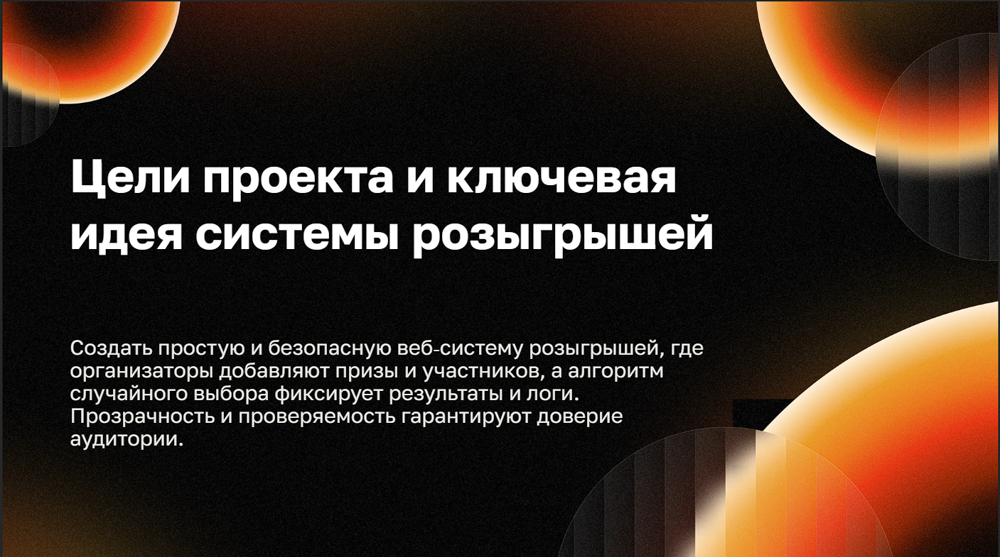 Цели проекта и ключевая
идея системы розыгрышей
Создать простую и безопасную веб-систему розыгрышей, где
организаторы добавляют призы и участников, а алгоритм
случайного выбора фиксирует результаты и логи.
Прозрачность и проверяемость гарантируют доверие
аудитории.